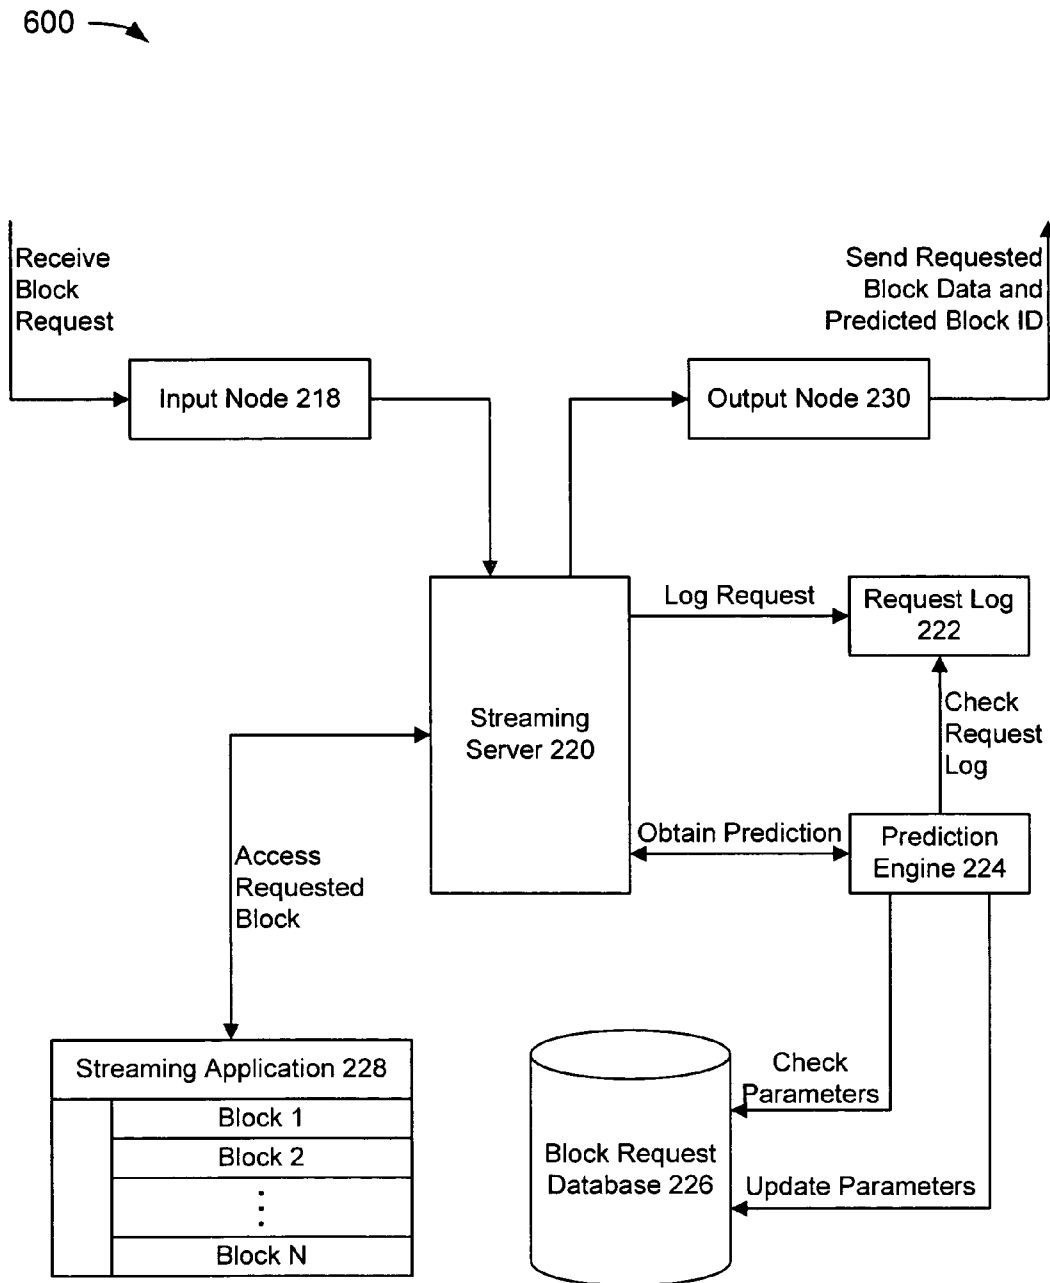 600
Receive
Block
Request
Send Requested
Block Data and
Predicted Block ID
Input Node 218
Output Node 230
Log Request
Request Log
222
Streaming
Server 220
Check
Request
Log
Obtain Prediction
Prediction
Engine 224
Access
Requested
Block
Streaming Application 228
Block 1
Block 2
Block N
Check
Parameters
Block Request
Database 226
Update Parameters